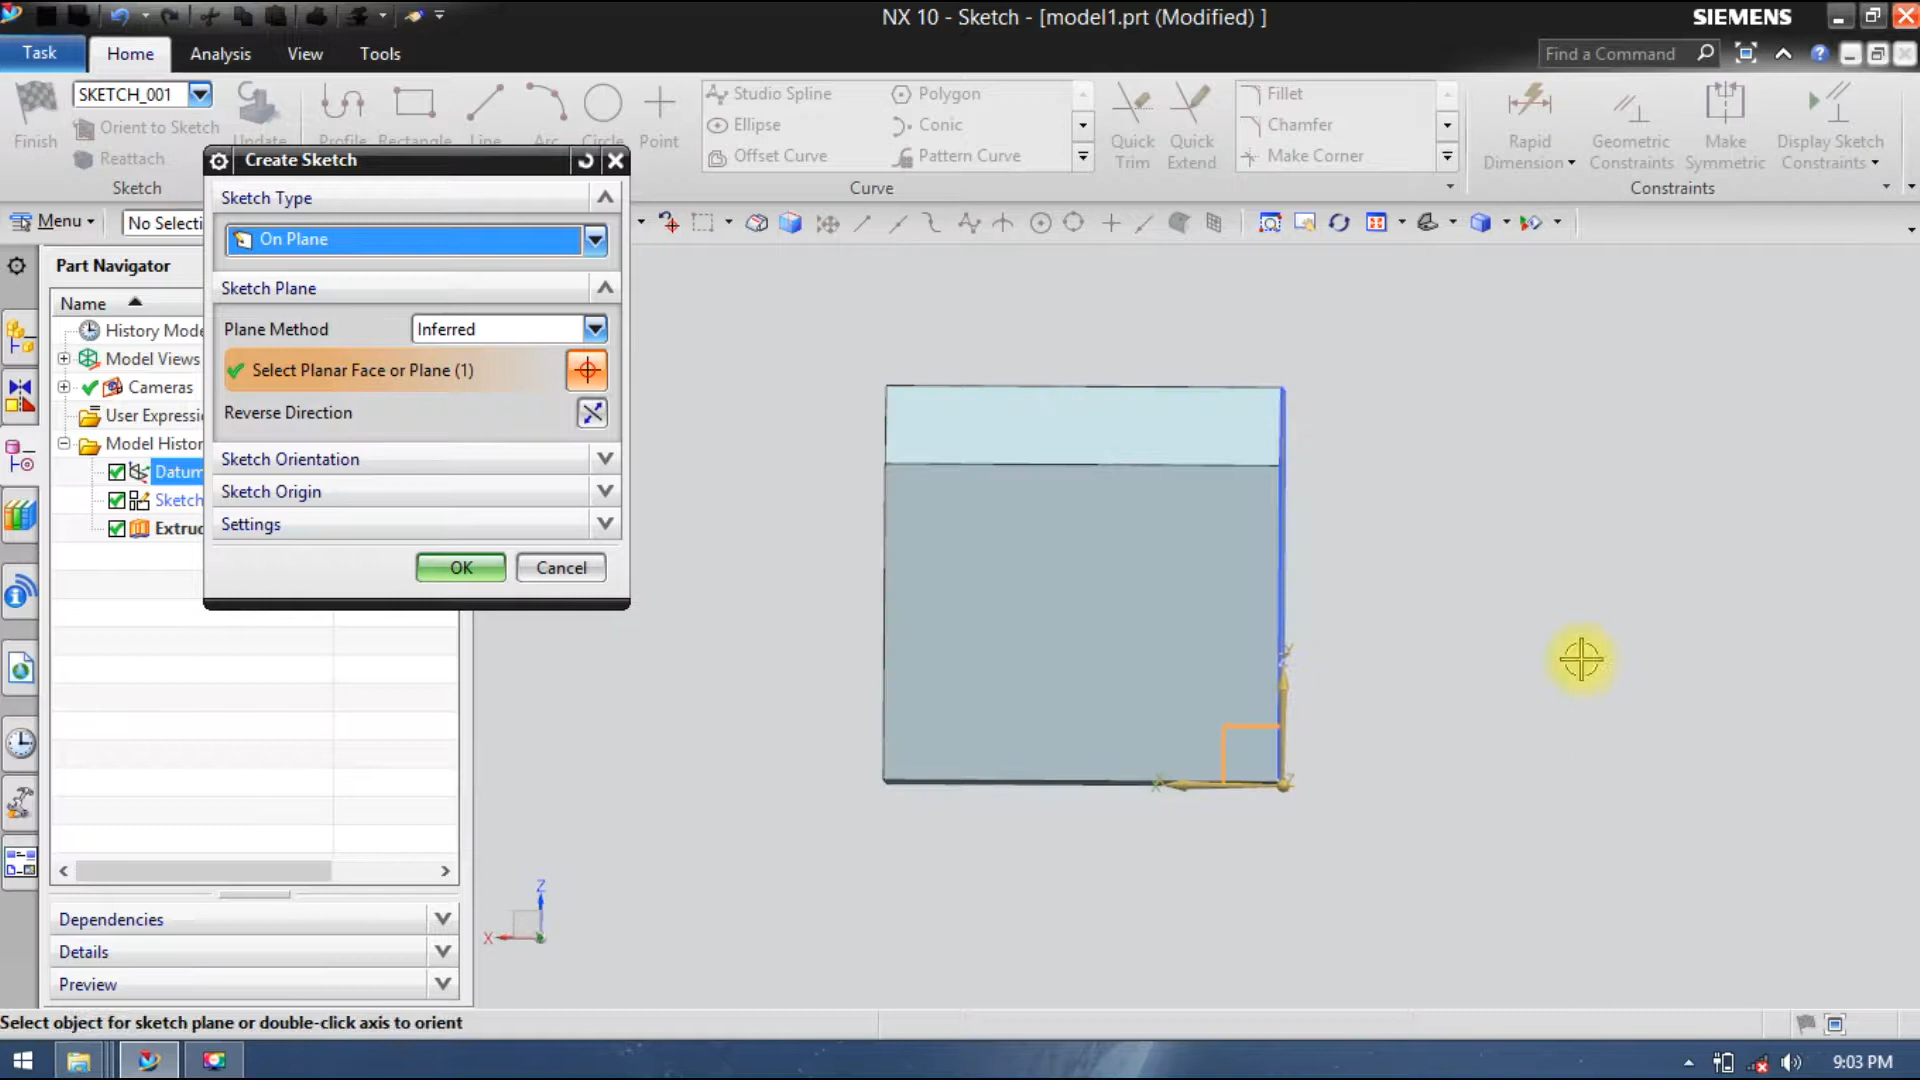 NX 10 - Sketch - [model1.prt (Modified) ]
SIEMENS
Task
Home
Analysis
View
Tools
Find a Command
Finish
SKETCH_001
Orient to Sketch
Reattach
Update
Sketch
Profile
Rectangle
Line
Arc
Circle
Point
Studio Spline
Ellipse
Offset Curve
Polygon
Conic
Pattern Curve
Quick Trim
Quick Extend
Fillet
Chamfer
Make Corner
Curve
Rapid Dimension
Geometric Constraints
Make Symmetric
Display Sketch Constraints
Constraints
Menu
No Selecti
Create Sketch
Sketch Type
On Plane
Sketch Plane
Plane Method
Inferred
Select Planar Face or Plane (1)
Reverse Direction
Sketch Orientation
Sketch Origin
Settings
OK
Cancel
Part Navigator
Name
History Mode
Model Views
Cameras
User Expressi
Model Histor
Datum
Sketch
Extruc
Dependencies
Details
Preview
Y
Z
X
Z
Z
X
Select object for sketch plane or double-click axis to orient
9:03 PM